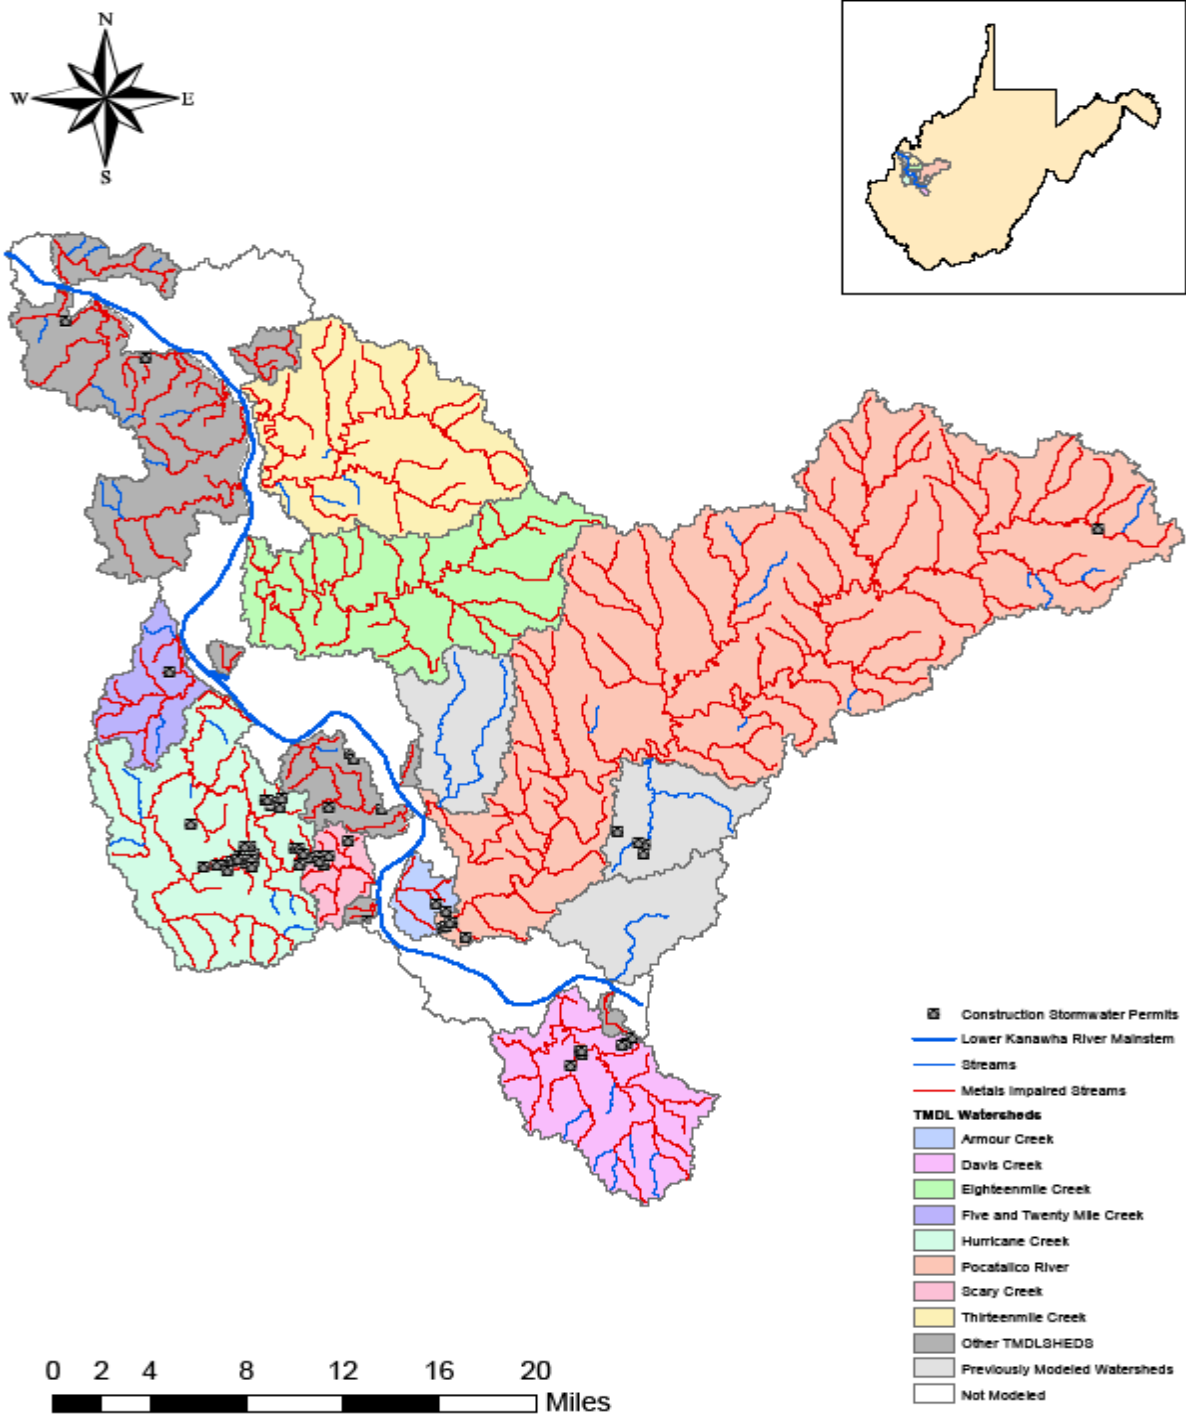 N
W E
S
Construction Stormwater Permits
Lower Kanawha River Mainstem
Streams
Metals Impaired Streams
TMDL Watersheds
Armour Creek
Davis Creek
Eighteenmile Creek
Five and Twenty Mile Creek
Hurricane Creek
Pocatalico River
Scary Creek
Thirteenmile Creek
Other TMDLSHEDS
Previously Modeled Watersheds
Not Modeled
0 2 4 8 12 16 20
Miles